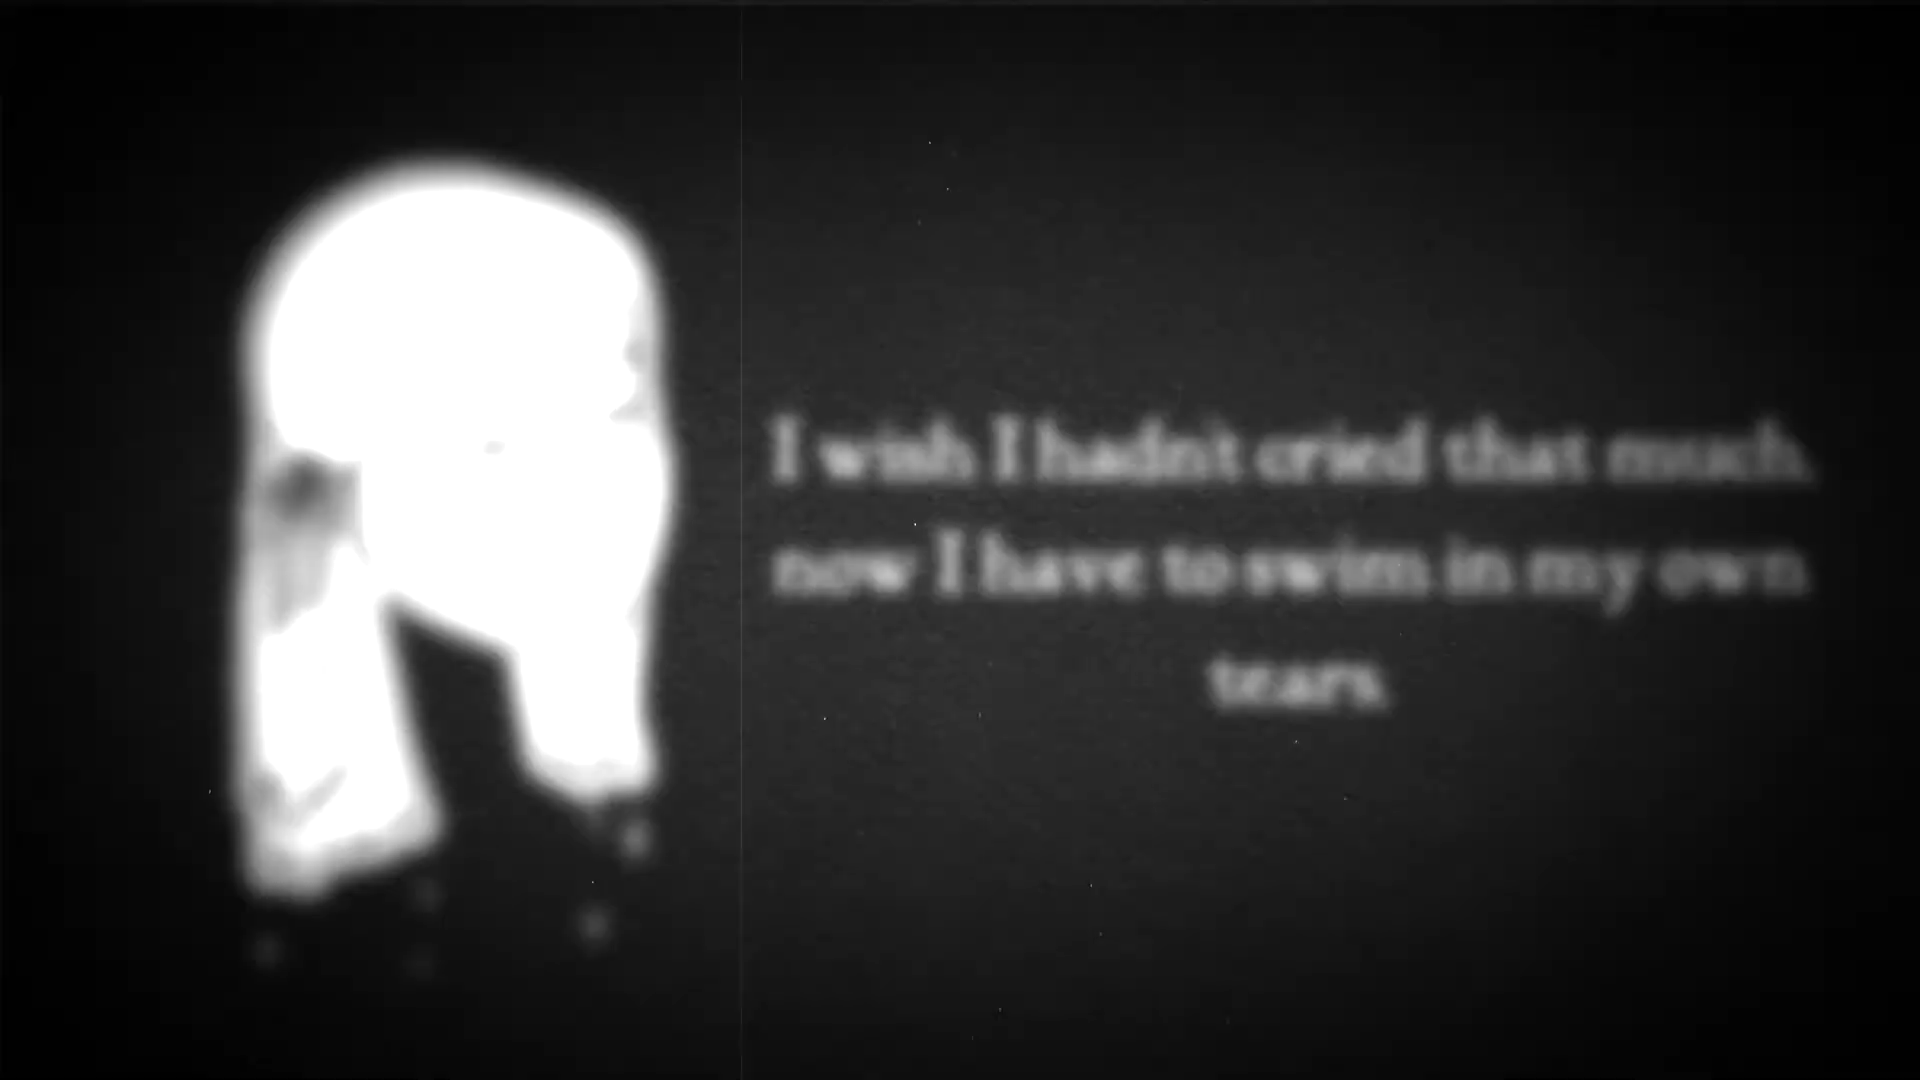 I wish I hadn't cried that much,
now I have to swim in my own
tears.